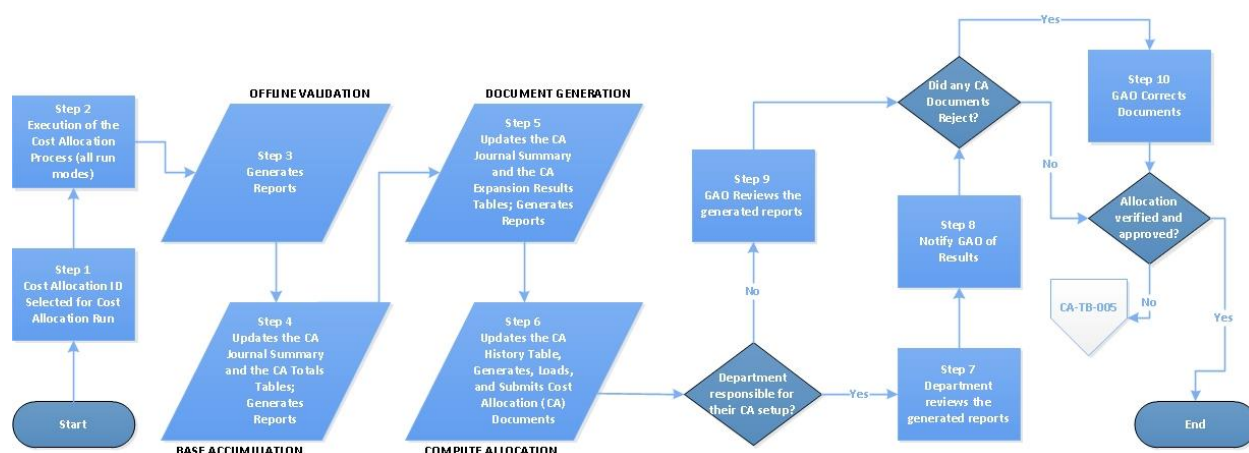 Start
Step 1
Cost Allocation ID
Selected for Cost
Allocation Run
Step 2
Execution of the
Cost Allocation
Process (all run
modes)
OFFLINE VALIDATION
Step 3
Generates
Reports
Step 4
Updates the CA
Journal Summary
and the CA Totals
Tables;
Generates
Reports
BASE ACCUMULATION
DOCUMENT GENERATION
Step 5
Updates the CA
Journal Summary
and the CA
Expansion Results
Tables; Generates
Reports
Step 6
Updates the CA
History Table,
Generates, Loads,
and Submits Cost
Allocation (CA)
Documents
COMPUTE ALLOCATION
Department
responsible for
their CA setup?
No
Yes
Step 9
GAO Reviews the
generated reports
Step 7
Department
reviews the
generated reports
Step 8
Notify GAO of
Results
Did any CA
Documents
Reject?
Yes
No
Step 10
GAO Corrects
Documents
Allocation
verified and
approved?
No
Yes
CA-TB-005
End